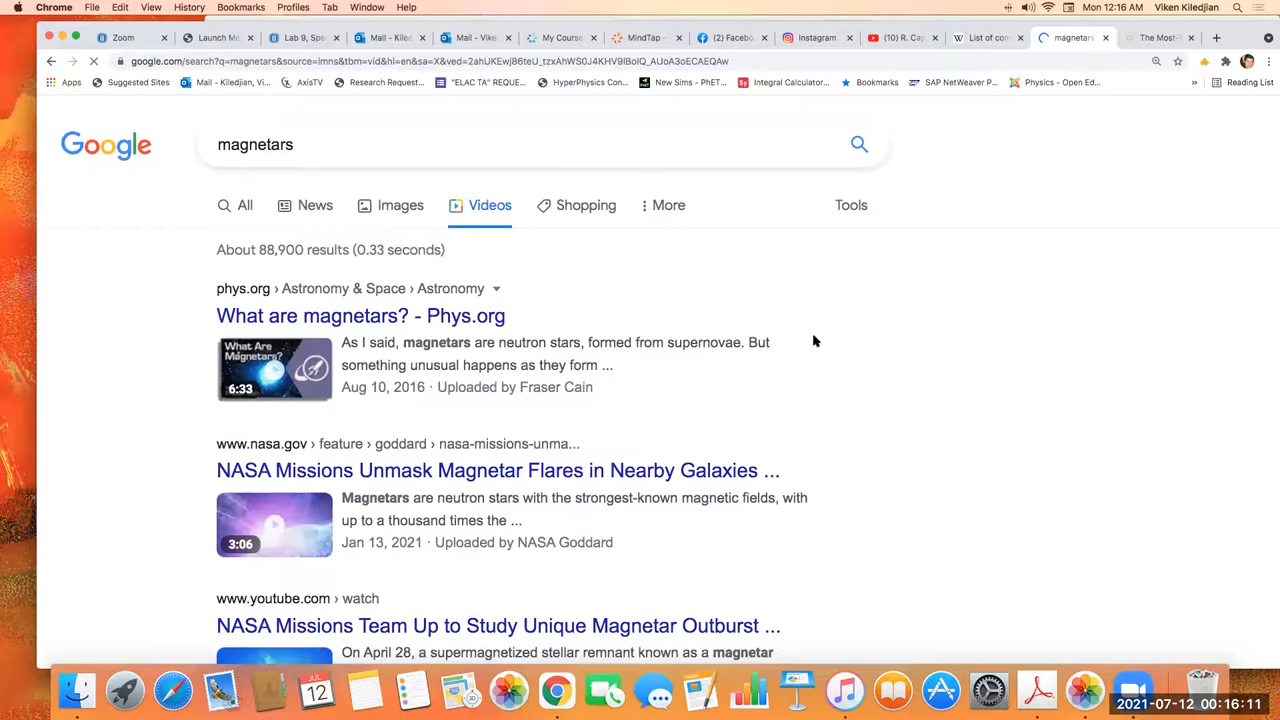 Chrome File Edit View History Bookmarks Profiles Tab Window Help Mon 12:16 AM Viken Kiledjian
Zoom Launch Me Lab 9, Spe Mail - Kiled Mail - Vike My Course MindTap - (10) Facebo Instagram (10) R. Ca List of com magnetars The Most-
google.com/search?q=magnetars&source=lmns&tbm=vid&hl=en&sa=X&ved=2ahUKEwj86teU_tzxAhWS0J4KHV9lBoIQ_AUoA3oECAEQAw
Apps Suggested Sites Mail - Kiledjian, Vi... AxisTV Research Request... "ELAC TA" REQUE... HyperPhysics Con... New Sims - PhET... Integral Calculator... Bookmarks SAP NetWeaver P... Physics - Open Ed... » Reading List
Google
magnetars
All News Images Videos Shopping More Tools
About 88,900 results (0.33 seconds)
phys.org › Astronomy & Space › Astronomy
What are magnetars? - Phys.org
What Are
Magnetars?
6:33
As I said, magnetars are neutron stars, formed from supernovae. But
something unusual happens as they form ...
Aug 10, 2016 · Uploaded by Fraser Cain
www.nasa.gov › feature › goddard › nasa-missions-unma...
NASA Missions Unmask Magnetar Flares in Nearby Galaxies ...
3:06
Magnetars are neutron stars with the strongest-known magnetic fields, with
up to a thousand times the ...
Jan 13, 2021 · Uploaded by NASA Goddard
www.youtube.com › watch
NASA Missions Team Up to Study Unique Magnetar Outburst ...
On April 28, a supermagnetized stellar remnant known as a magnetar
JUL
12
2021-07-12 00:16:11